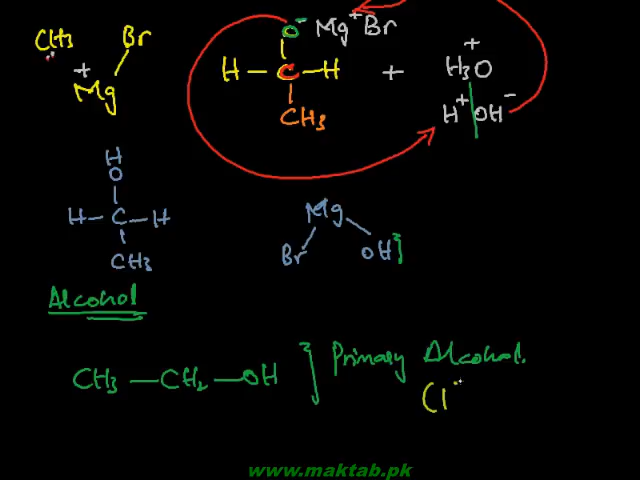 CH3 Br
+
Mg
O⁻ Mg⁺Br
H — C — H
CH3
+
H3O⁺
H⁺ OH⁻
H
O
H — C — H
CH3
Mg
Br OH
Alcohol
CH3 — CH2 — OH } Primary Alcohol.
(1°
www.maktab.pk